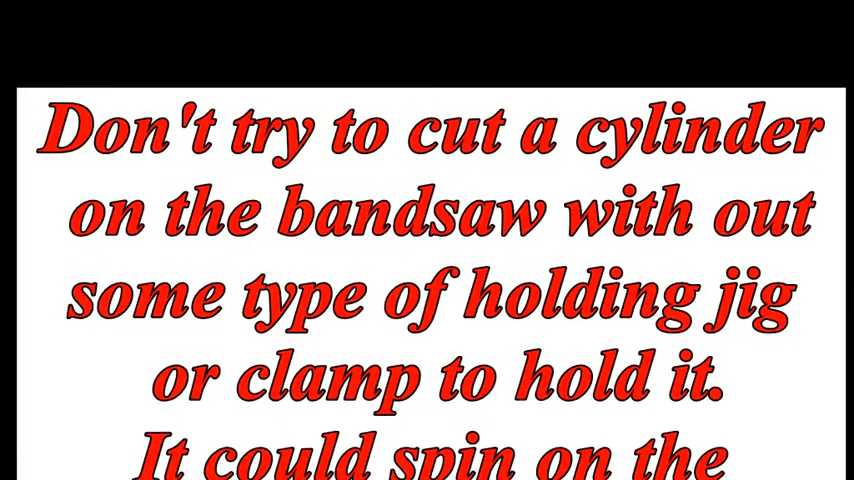 Don't try to cut a cylinder
on the bandsaw with out
some type of holding jig
or clamp to hold it.
It could spin on the